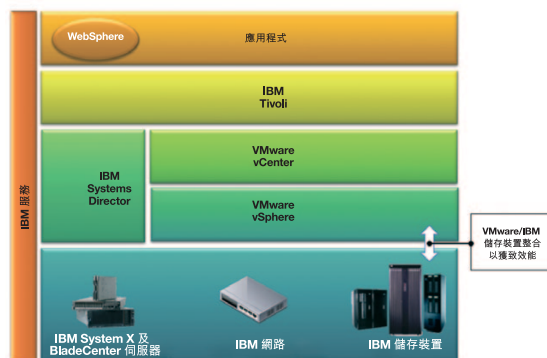 WebSphere
應用程式
IBM
Tivoli
IBM 服務
IBM
Systems
Director
VMware
vCenter
VMware
vSphere
VMware/IBM
儲存裝置整合
以獲致效能
IBM System X 及
BladeCenter 伺服器
IBM 網路
IBM 儲存裝置